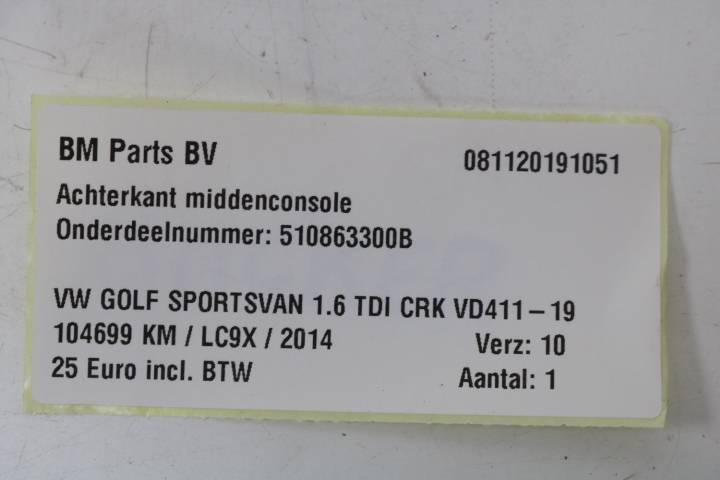 BM Parts BV 081120191051
Achterkant middenconsole
Onderdeelnummer: 510863300B
VW GOLF SPORTSVAN 1.6 TDI CRK VD411-19
104699 KM / LC9X / 2014 Verz: 10
25 Euro incl. BTW Aantal: 1